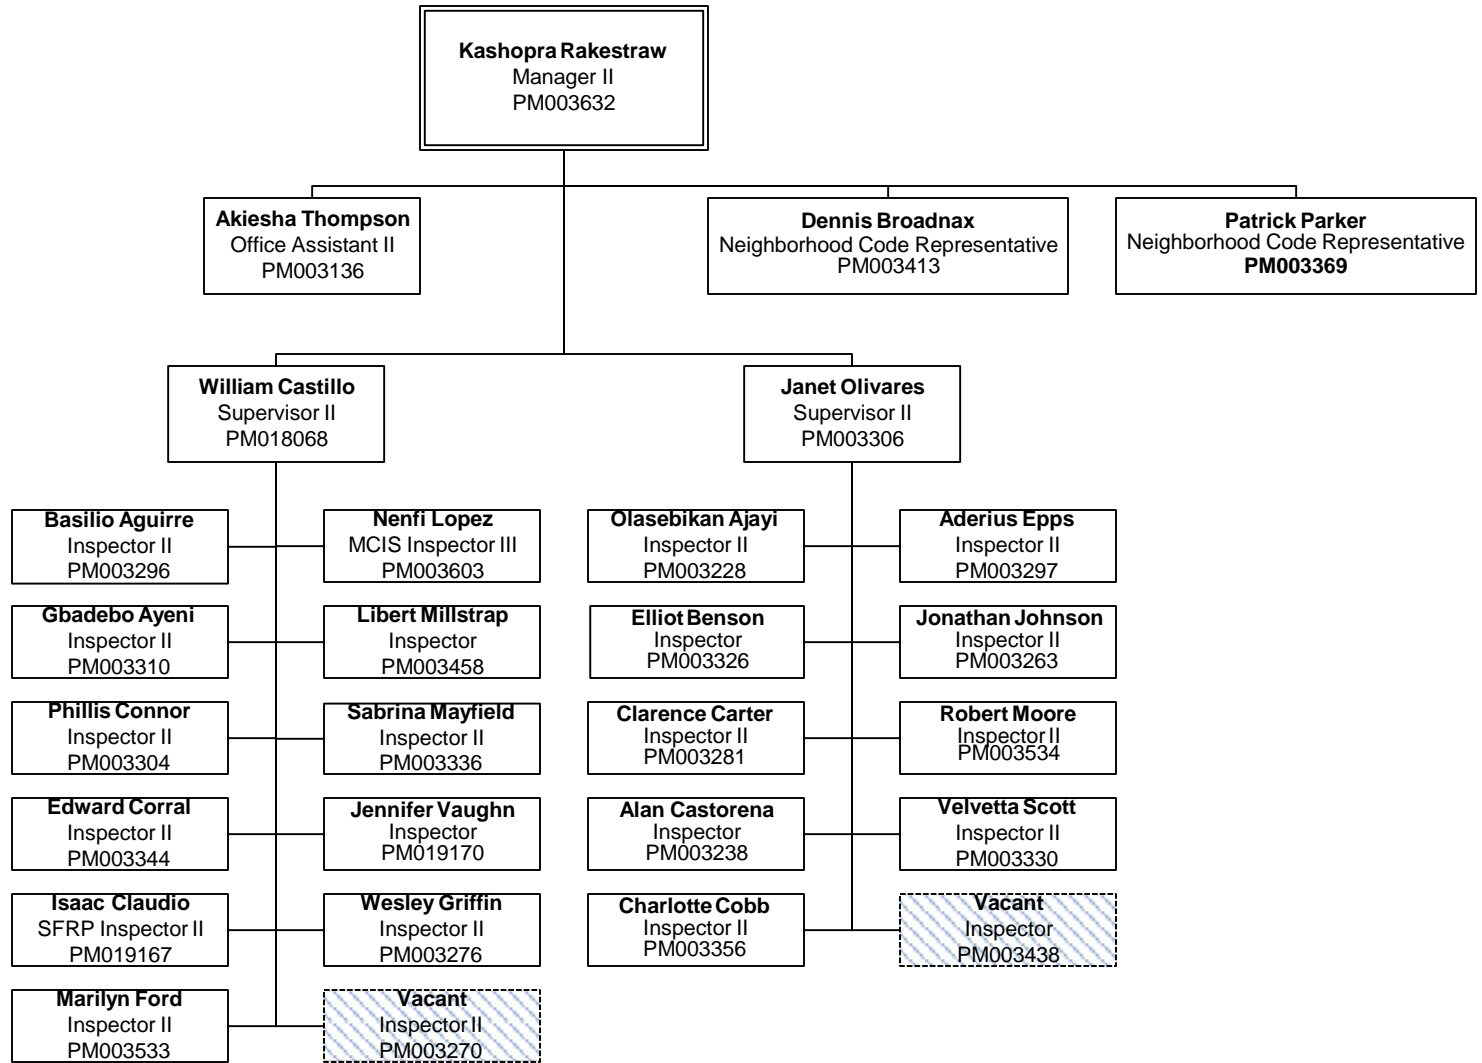 Kashopra Rakestraw
Manager II
PM003632
Akiesha Thompson
Office Assistant II
PM003136
Dennis Broadnax
Neighborhood Code Representative
PM003413
Patrick Parker
Neighborhood Code Representative
PM003369
William Castillo
Supervisor II
PM018068
Janet Olivares
Supervisor II
PM003306
Basilio Aguirre
Inspector II
PM003296
Nenfi Lopez
MCIS Inspector III
PM003603
Olasebikan Ajayi
Inspector II
PM003228
Aderius Epps
Inspector II
PM003297
Gbadebo Ayeni
Inspector II
PM003310
Libert Millstrap
Inspector
PM003458
Elliot Benson
Inspector
PM003326
Jonathan Johnson
Inspector II
PM003263
Phillis Connor
Inspector II
PM003304
Sabrina Mayfield
Inspector II
PM003336
Clarence Carter
Inspector II
PM003281
Robert Moore
Inspector II
PM003534
Edward Corral
Inspector II
PM003344
Jennifer Vaughn
Inspector
PM019170
Alan Castorena
Inspector
PM003238
Velvetta Scott
Inspector II
PM003330
Isaac Claudio
SFRP Inspector II
PM019167
Wesley Griffin
Inspector II
PM003276
Charlotte Cobb
Inspector II
PM003356
Vacant
Inspector
PM003438
Marilyn Ford
Inspector II
PM003533
Vacant
Inspector II
PM003270